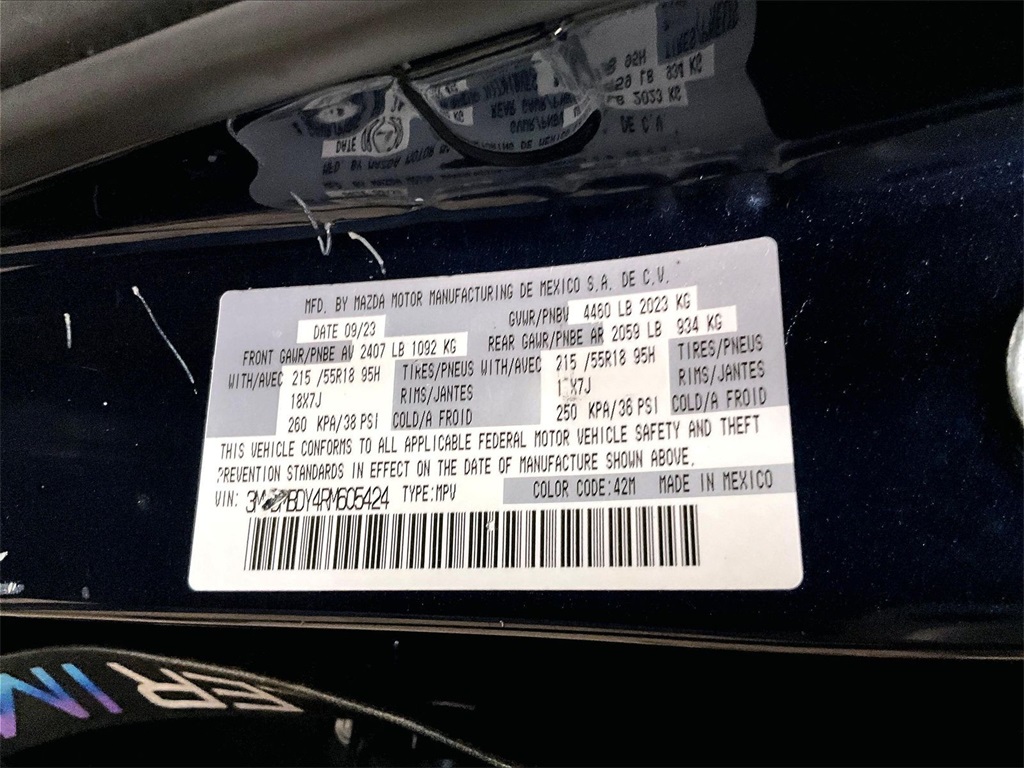 MFD. BY MAZDA MOTOR MANUFACTURING DE MEXICO S.A. DE C.V.
DATE 09/23 GVWR/PNBV 4460 LB 2023 KG
FRONT GAWR/PNBE AV 2407 LB 1092 KG REAR GAWR/PNBE AR 2059 LB 934 KG
WITH/AVEC 215 /55R18 95H TIRES/PNEUS WITH/AVEC 215 /55R18 95H TIRES/PNEUS
18X7J RIMS/JANTES X7J RIMS/JANTES
260 KPA/38 PSI COLD/A FROID 250 KPA/36 PSI COLD/A FROID
THIS VEHICLE CONFORMS TO ALL APPLICABLE FEDERAL MOTOR VEHICLE SAFETY AND THEFT
PREVENTION STANDARDS IN EFFECT ON THE DATE OF MANUFACTURE SHOWN ABOVE.
VIN: TYPE:MPV COLOR CODE:42M MADE IN MEXICO